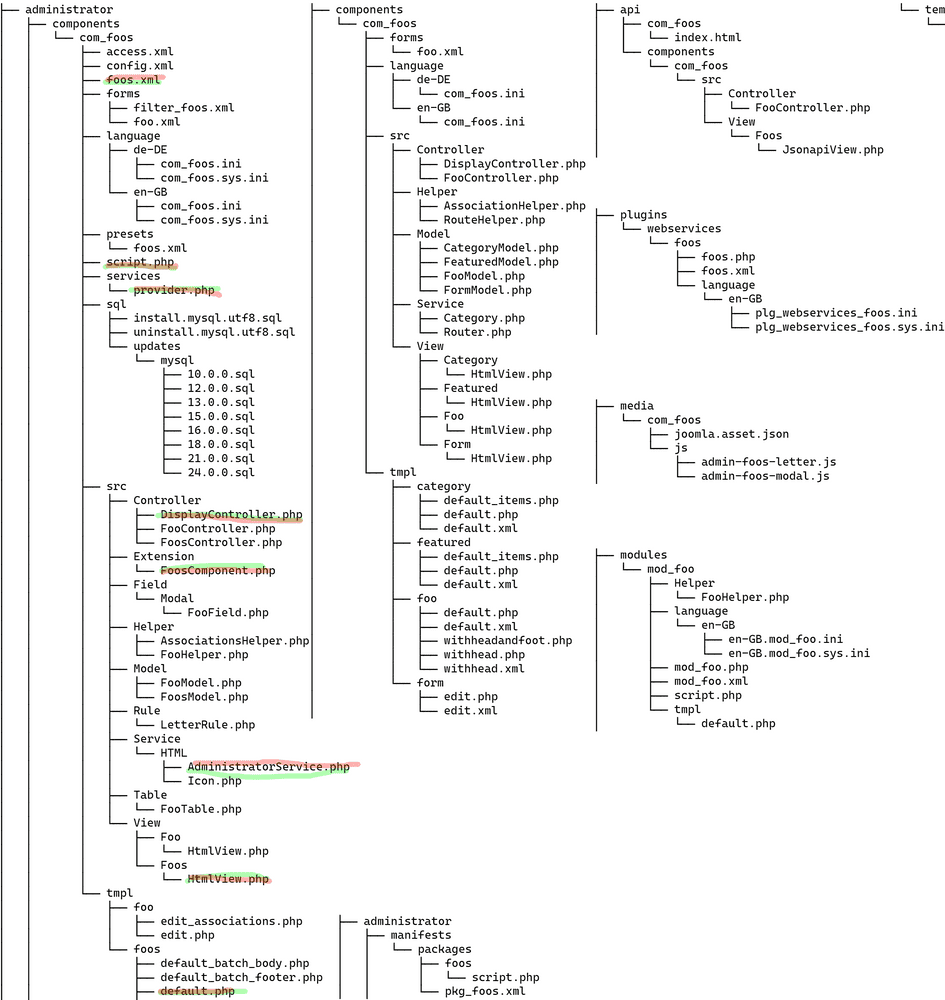 administrator
components
com_foos
access.xml
config.xml
foos.xml
forms
filter_foos.xml
foo.xml
language
de-DE
com_foos.ini
com_foos.sys.ini
en-GB
com_foos.ini
com_foos.sys.ini
presets
foos.xml
script.php
services
provider.php
sql
install.mysql.utf8.sql
uninstall.mysql.utf8.sql
updates
mysql
10.0.0.sql
12.0.0.sql
13.0.0.sql
15.0.0.sql
16.0.0.sql
18.0.0.sql
21.0.0.sql
24.0.0.sql
src
Controller
DisplayController.php
FooController.php
FoosController.php
Extension
FoosComponent.php
Field
Modal
FooField.php
Helper
AssociationsHelper.php
FooHelper.php
Model
FooModel.php
FoosModel.php
Rule
LetterRule.php
Service
HTML
AdministratorService.php
Icon.php
Table
FooTable.php
View
Foo
HtmlView.php
Foos
HtmlView.php
tmpl
foo
edit_associations.php
edit.php
foos
default_batch_body.php
default_batch_footer.php
default.php
components
com_foos
forms
foo.xml
language
de-DE
com_foos.ini
en-GB
com_foos.ini
src
Controller
DisplayController.php
FooController.php
Helper
AssociationHelper.php
RouteHelper.php
Model
CategoryModel.php
FeaturedModel.php
FooModel.php
FormModel.php
Service
Category.php
Router.php
View
Category
HtmlView.php
Featured
HtmlView.php
Foo
HtmlView.php
Form
HtmlView.php
tmpl
category
default_items.php
default.php
default.xml
featured
default_items.php
default.php
default.xml
foo
default.php
default.xml
withheadandfoot.php
withhead.php
withhead.xml
form
edit.php
edit.xml
administrator
manifests
packages
foos
script.php
pkg_foos.xml
api
com_foos
index.html
components
com_foos
src
Controller
FooController.php
View
Foos
JsonapiView.php
plugins
webservices
foos
foos.php
foos.xml
language
en-GB
plg_webservices_foos.ini
plg_webservices_foos.sys.ini
media
com_foos
joomla.asset.json
js
admin-foos-letter.js
admin-foos-modal.js
modules
mod_foo
Helper
FooHelper.php
language
en-GB
en-GB.mod_foo.ini
en-GB.mod_foo.sys.ini
mod_foo.php
mod_foo.xml
script.php
tmpl
default.php
tem